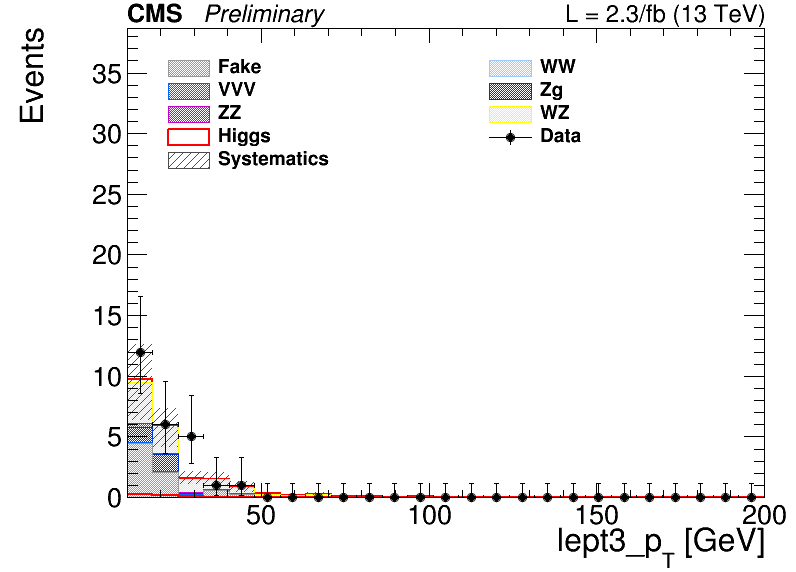 CMS Preliminary L = 2.3/fb (13 TeV)
Events
Fake
VVV
ZZ
Higgs
Systematics
WW
Zg
WZ
Data
35
30
25
20
15
10
5
0
50 100 150 200
lept3_p_T [GeV]